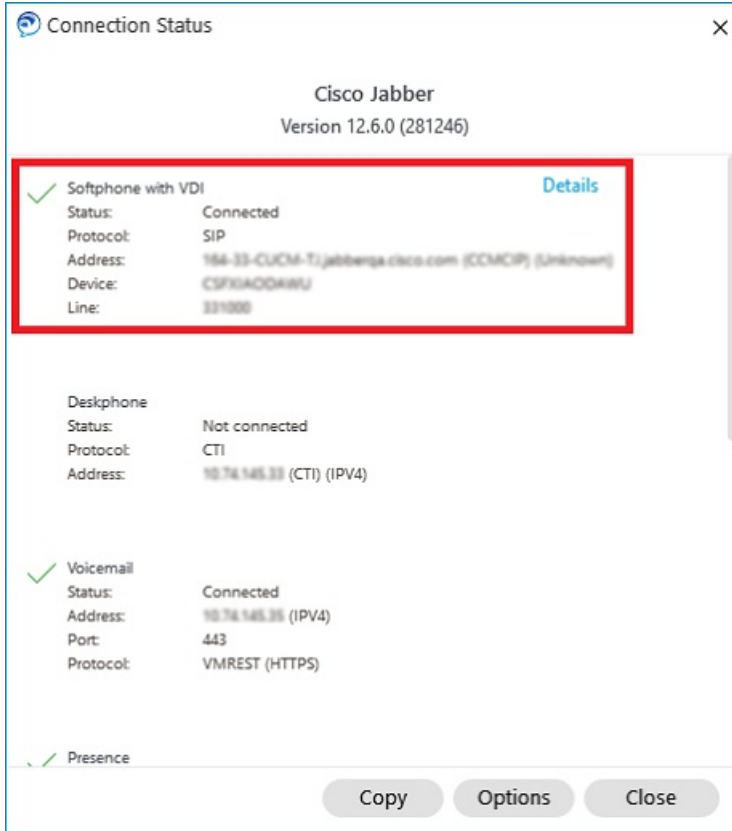 Connection Status
Cisco Jabber
Version 12.6.0 (281246)
Softphone with VDI
Details
Status: Connected
Protocol: SIP
Address:
Device:
Line:
Deskphone
Status: Not connected
Protocol: CTI
Address: (CTI) (IPV4)
Voicemail
Status: Connected
Address: (IPV4)
Port: 443
Protocol: VMREST (HTTPS)
Presence
Copy Options Close